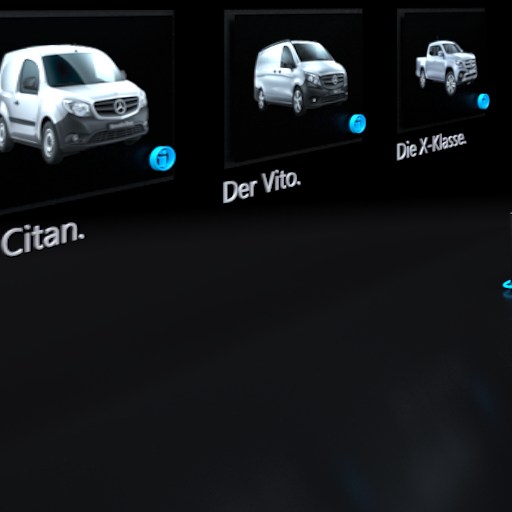 Citan.
Der Vito.
Die X-Klasse.